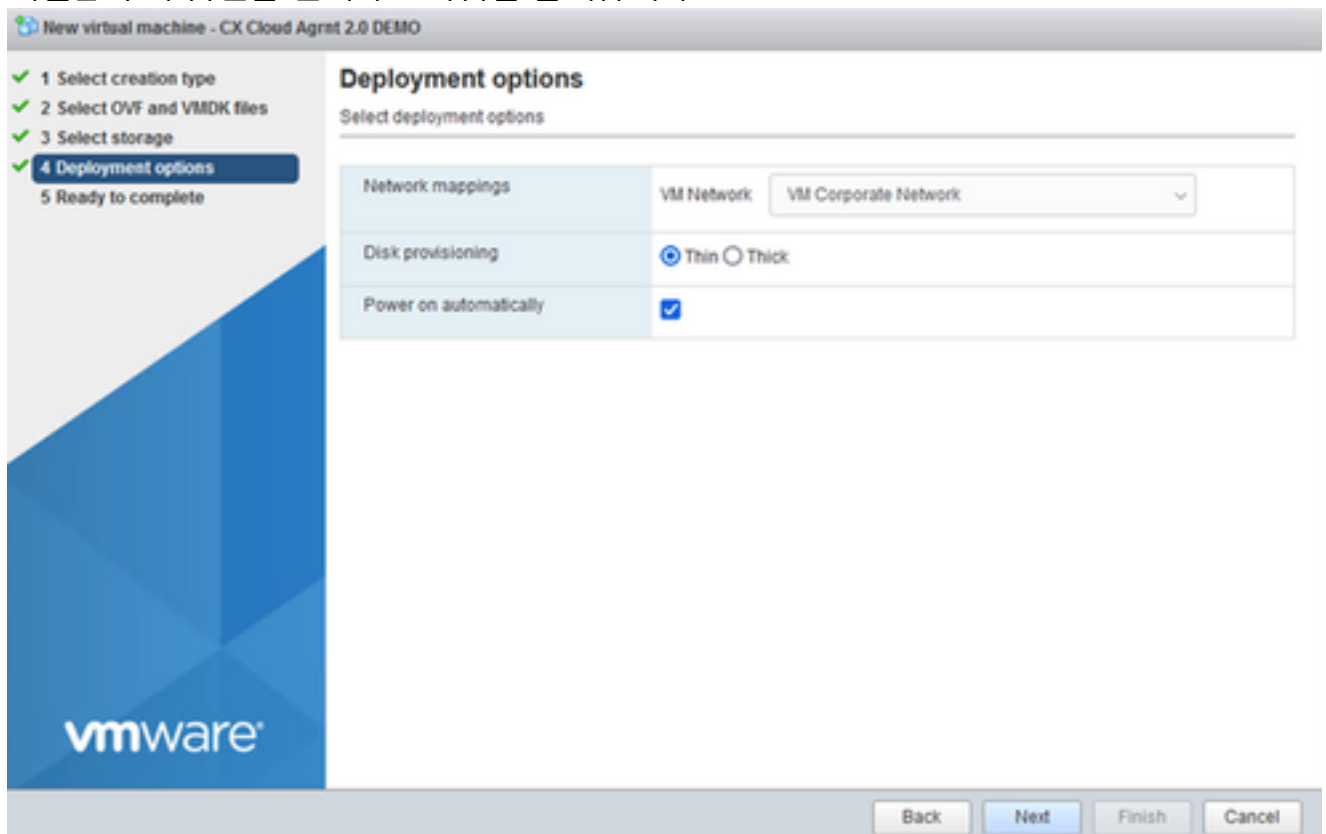 New virtual machine - CX Cloud Agrnt 2.0 DEMO
1 Select creation type
2 Select OVF and VMDK files
3 Select storage
4 Deployment options
5 Ready to complete
Deployment options
Select deployment options
Network mappings
VM Network VM Corporate Network
Disk provisioning
Thin Thick
Power on automatically
vmware
Back Next Finish Cancel